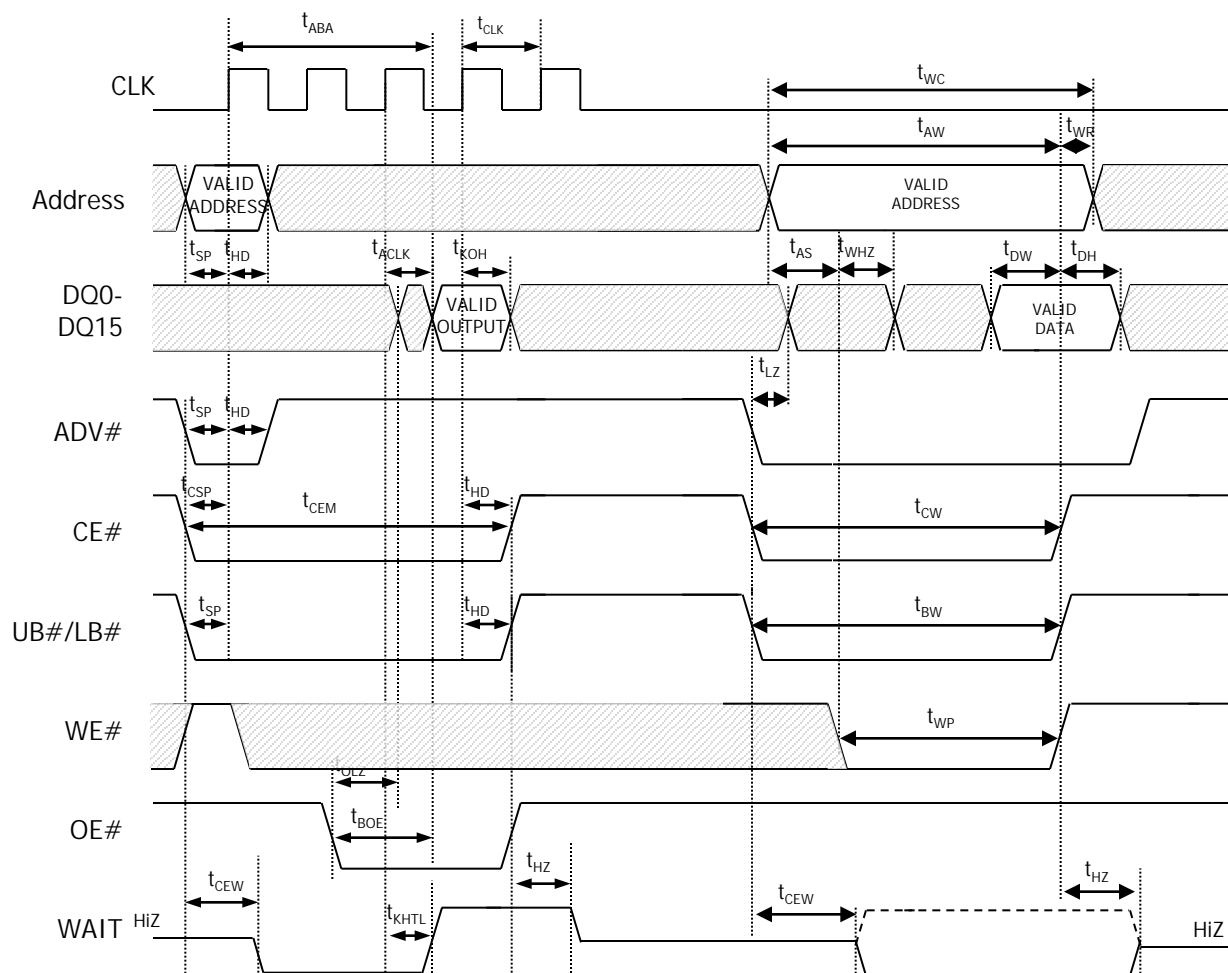 tABA
tCLK
CLK
tWC
tAW
tWR
Address
VALID
ADDRESS
VALID
ADDRESS
tSP
tHD
tACLK
tKOH
tAS
tWHZ
tDW
tDH
DQ0-
DQ15
VALID
OUTPUT
VALID
DATA
tLZ
ADV#
tSP
tHD
CE#
tCSP
tCEM
tHD
tCW
UB#/LB#
tSP
tHD
tBW
WE#
tWP
tOLZ
OE#
tBOE
tCEW
tHZ
tCEW
tHZ
WAIT
HiZ
tKHTL
HiZ